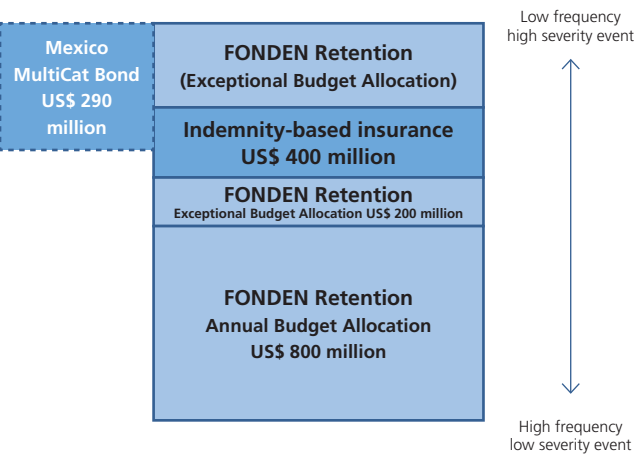 Mexico
MultiCat Bond
US$ 290
million
FONDEN Retention
(Exceptional Budget Allocation)
Indemnity-based insurance
US$ 400 million
FONDEN Retention
Exceptional Budget Allocation US$ 200 million
FONDEN Retention
Annual Budget Allocation
US$ 800 million
Low frequency
high severity event
High frequency
low severity event